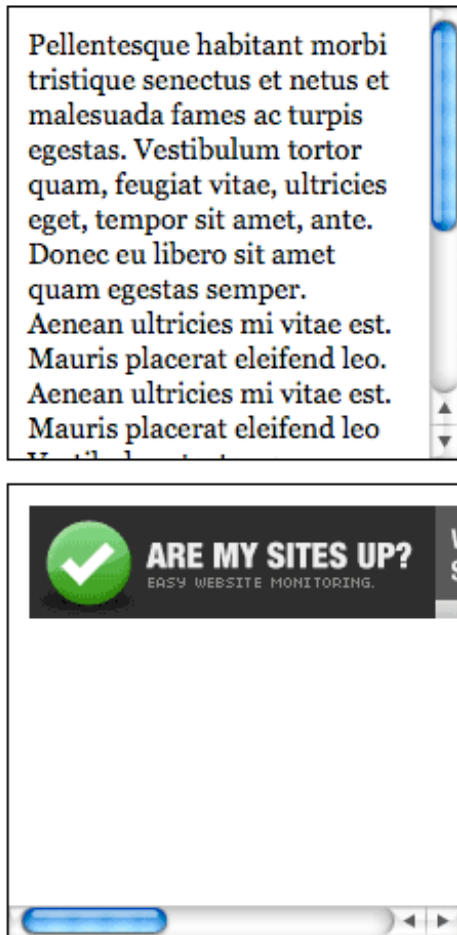 Pellentesque habitant morbi
tristique senectus et netus et
malesuada fames ac turpis
egestas. Vestibulum tortor
quam, feugiat vitae, ultricies
eget, tempor sit amet, ante.
Donec eu libero sit amet
quam egestas semper.
Aenean ultricies mi vitae est.
Mauris placerat eleifend leo.
Aenean ultricies mi vitae est.
Mauris placerat eleifend leo
ARE MY SITES UP?
EASY WEBSITE MONITORING.